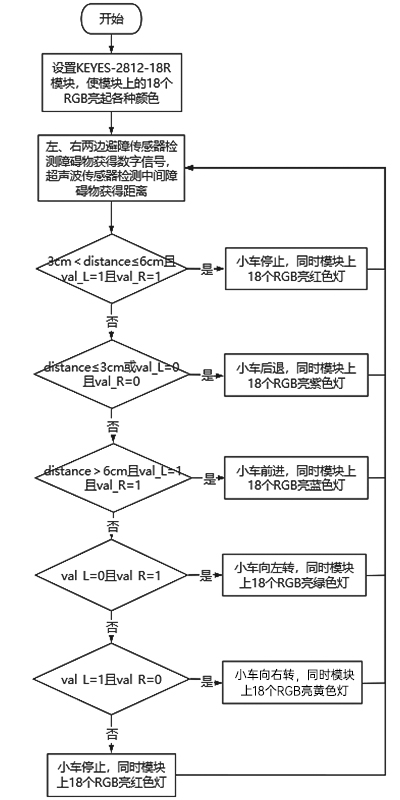 开始
设置KEYES-2812-18R
模块，使模块上的18个
RGB亮起各种颜色
左、右两边避障传感器检
测障碍物获得数字信号，
超声波传感器检测中间障
碍物获得距离
3cm＜distance≤6cm且
val_L=1且val_R=1
是
小车停止，同时模块上
18个RGB亮红色灯
否
distance≤3cm或val_L=0
且val_R=0
是
小车后退，同时模块上
18个RGB亮紫色灯
否
distance＞6cm且val_L=1
且val_R=1
是
小车前进，同时模块上
18个RGB亮蓝色灯
否
val_L=0且val_R=1
是
小车向左转，同时模块
上18个RGB亮绿色灯
否
val_L=1且val_R=0
是
小车向右转，同时模块
上18个RGB亮黄色灯
否
小车停止，同时模块
上18个RGB亮红色灯